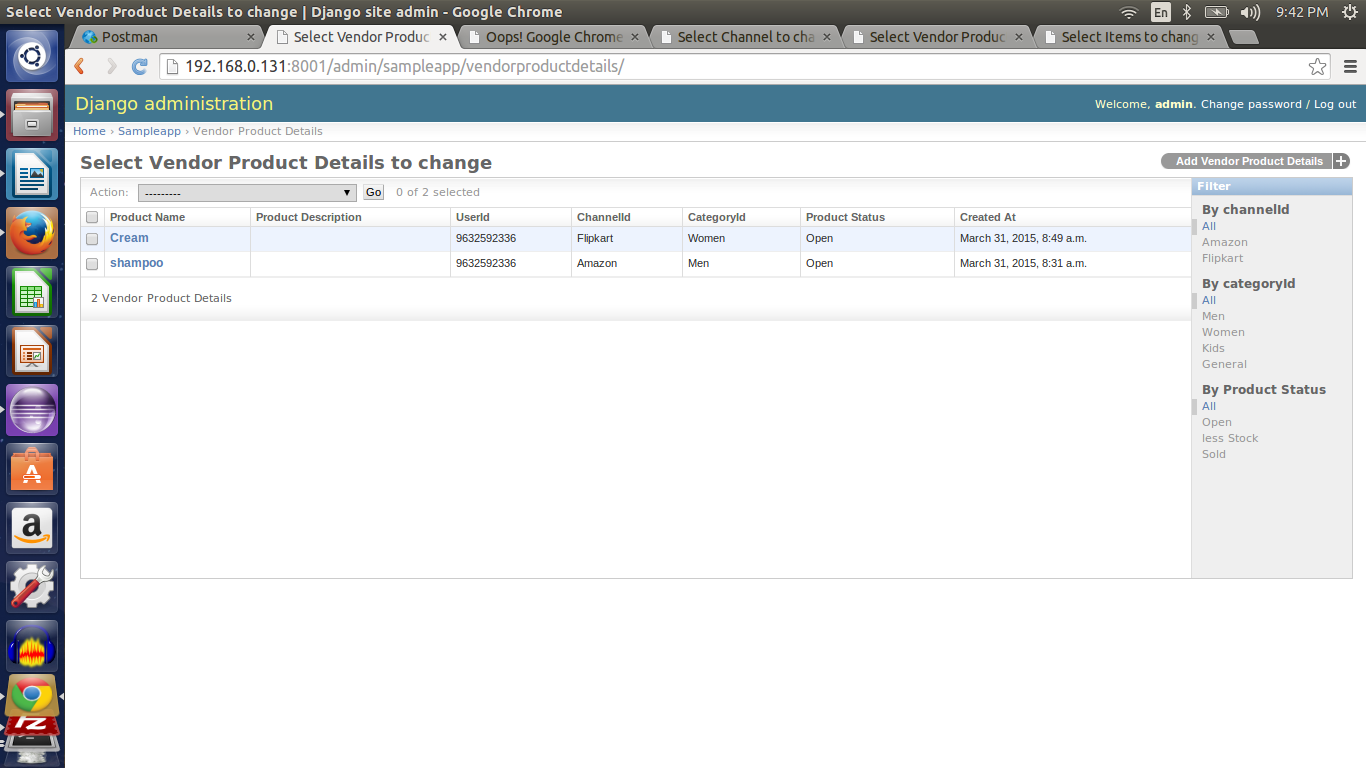 Select Vendor Product Details to change | Django site admin - Google Chrome En 9:42 PM
Postman × Select Vendor Produc × Oops! Google Chrome × Select Channel to cha × Select Vendor Produc × Select Items to chang ×
192.168.0.131:8001/admin/sampleapp/vendorproductdetails/
Django administration Welcome, admin. Change password / Log out
Home › Sampleapp › Vendor Product Details
Select Vendor Product Details to change Add Vendor Product Details +
Action: --------- Go 0 of 2 selected
Product Name Product Description UserId ChannelId CategoryId Product Status Created At
Cream 9632592336 Flipkart Women Open March 31, 2015, 8:49 a.m.
shampoo 9632592336 Amazon Men Open March 31, 2015, 8:31 a.m.
2 Vendor Product Details
Filter
By channelId
All
Amazon
Flipkart
By categoryId
All
Men
Women
Kids
General
By Product Status
All
Open
less Stock
Sold
A
a